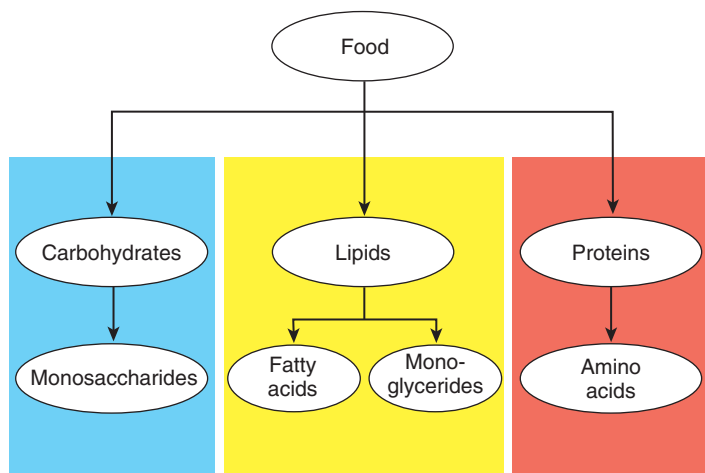 Food
Carbohydrates
Lipids
Proteins
Monosaccharides
Fatty
acids
Mono-
glycerides
Amino
acids